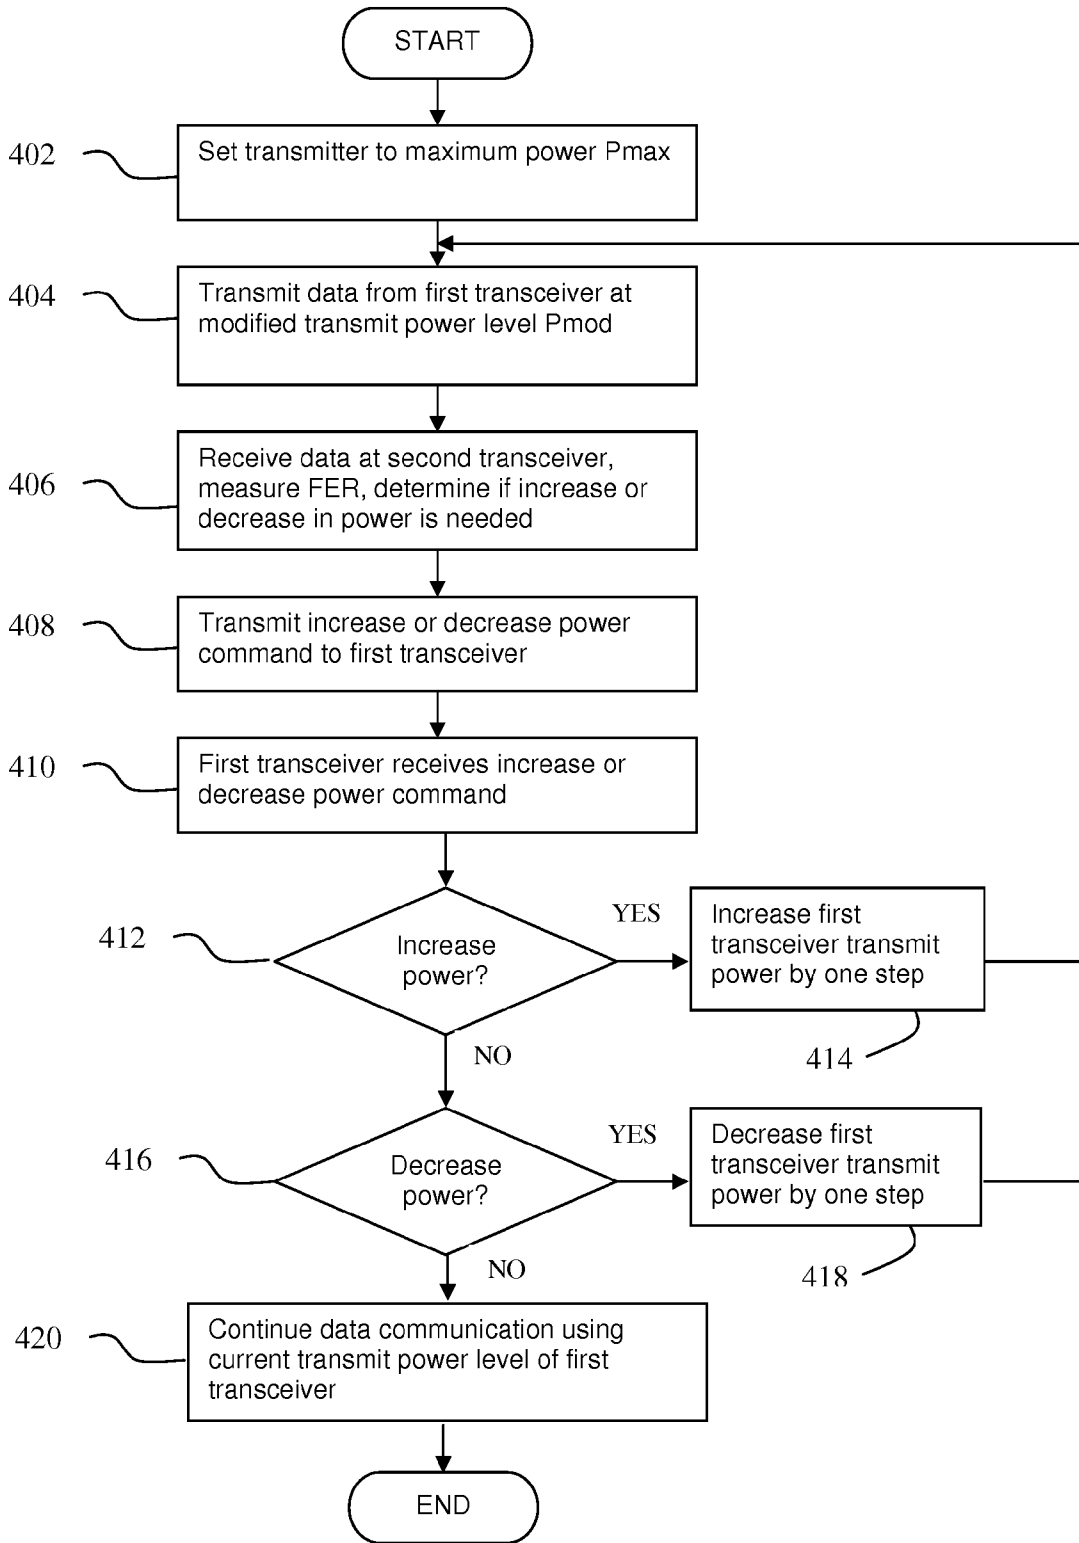 START
402
Set transmitter to maximum power Pmax
404
Transmit data from first transceiver at
modified transmit power level Pmod
406
Receive data at second transceiver,
measure FER, determine if increase or
decrease in power is needed
408
Transmit increase or decrease power
command to first transceiver
410
First transceiver receives increase or
decrease power command
412
Increase
power?
YES
Increase first
transceiver transmit
power by one step
414
NO
416
Decrease
power?
YES
Decrease first
transceiver transmit
power by one step
418
NO
420
Continue data communication using
current transmit power level of first
transceiver
END